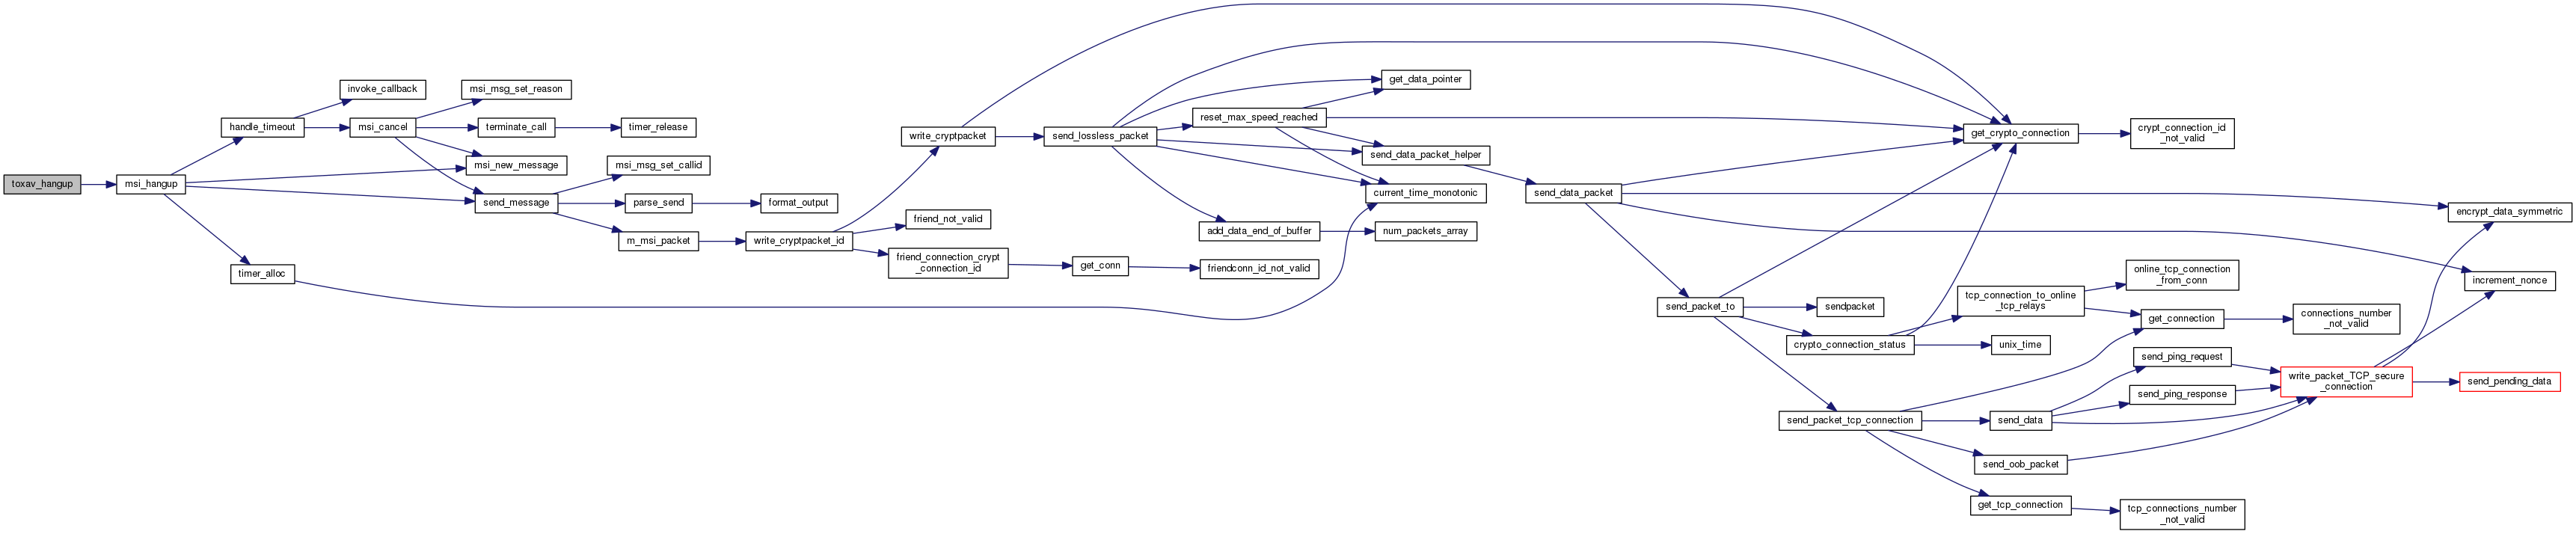 toxav_hangup
msi_hangup
handle_timeout
invoke_callback
msi_cancel
msi_msg_set_reason
terminate_call
timer_release
msi_new_message
send_message
msi_msg_set_callid
parse_send
format_output
m_msi_packet
timer_alloc
write_cryptpacket_id
write_cryptpacket
friend_not_valid
friend_connection_crypt
_connection_id
get_conn
friendconn_id_not_valid
send_lossless_packet
get_data_pointer
reset_max_speed_reached
send_data_packet_helper
current_time_monotonic
add_data_end_of_buffer
num_packets_array
send_data_packet
get_crypto_connection
crypt_connection_id
_not_valid
encrypt_data_symmetric
increment_nonce
send_packet_to
sendpacket
crypto_connection_status
tcp_connection_to_online
_tcp_relays
online_tcp_connection
_from_conn
get_connection
connections_number
_not_valid
unix_time
send_packet_tcp_connection
send_data
send_ping_request
send_ping_response
write_packet_TCP_secure
_connection
send_pending_data
send_oob_packet
get_tcp_connection
tcp_connections_number
_not_valid